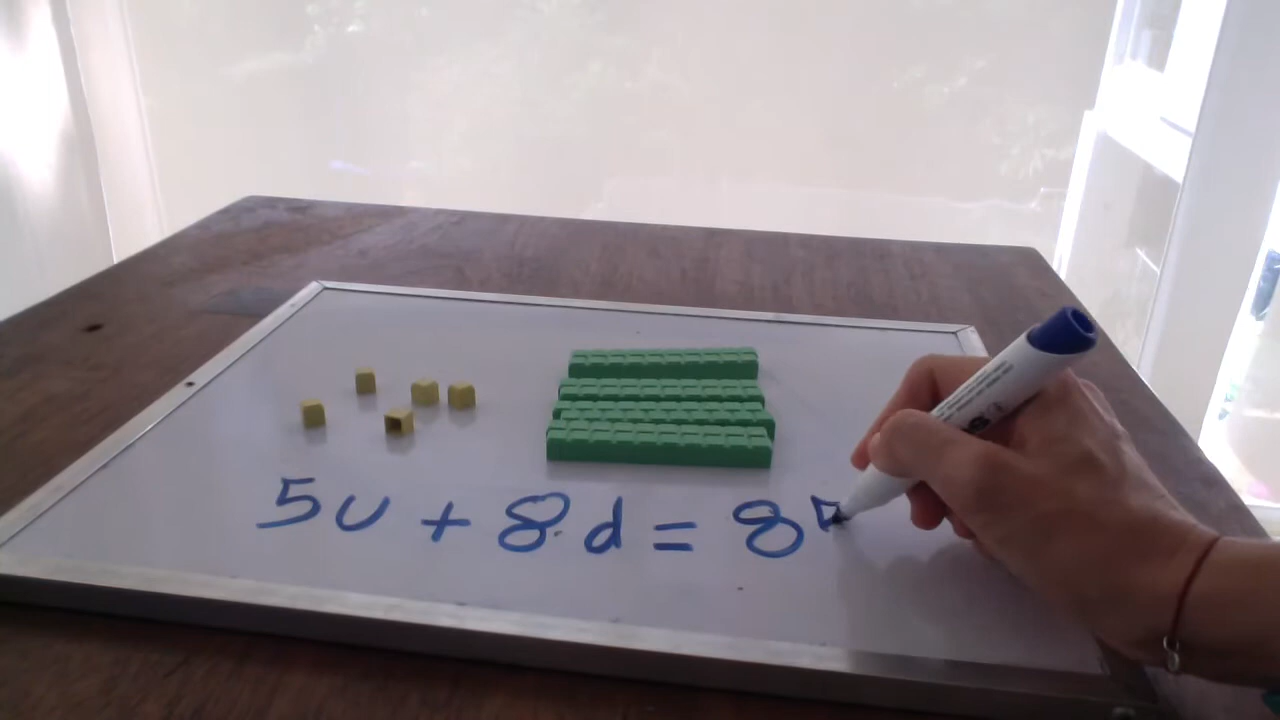 5u + 8d = 8